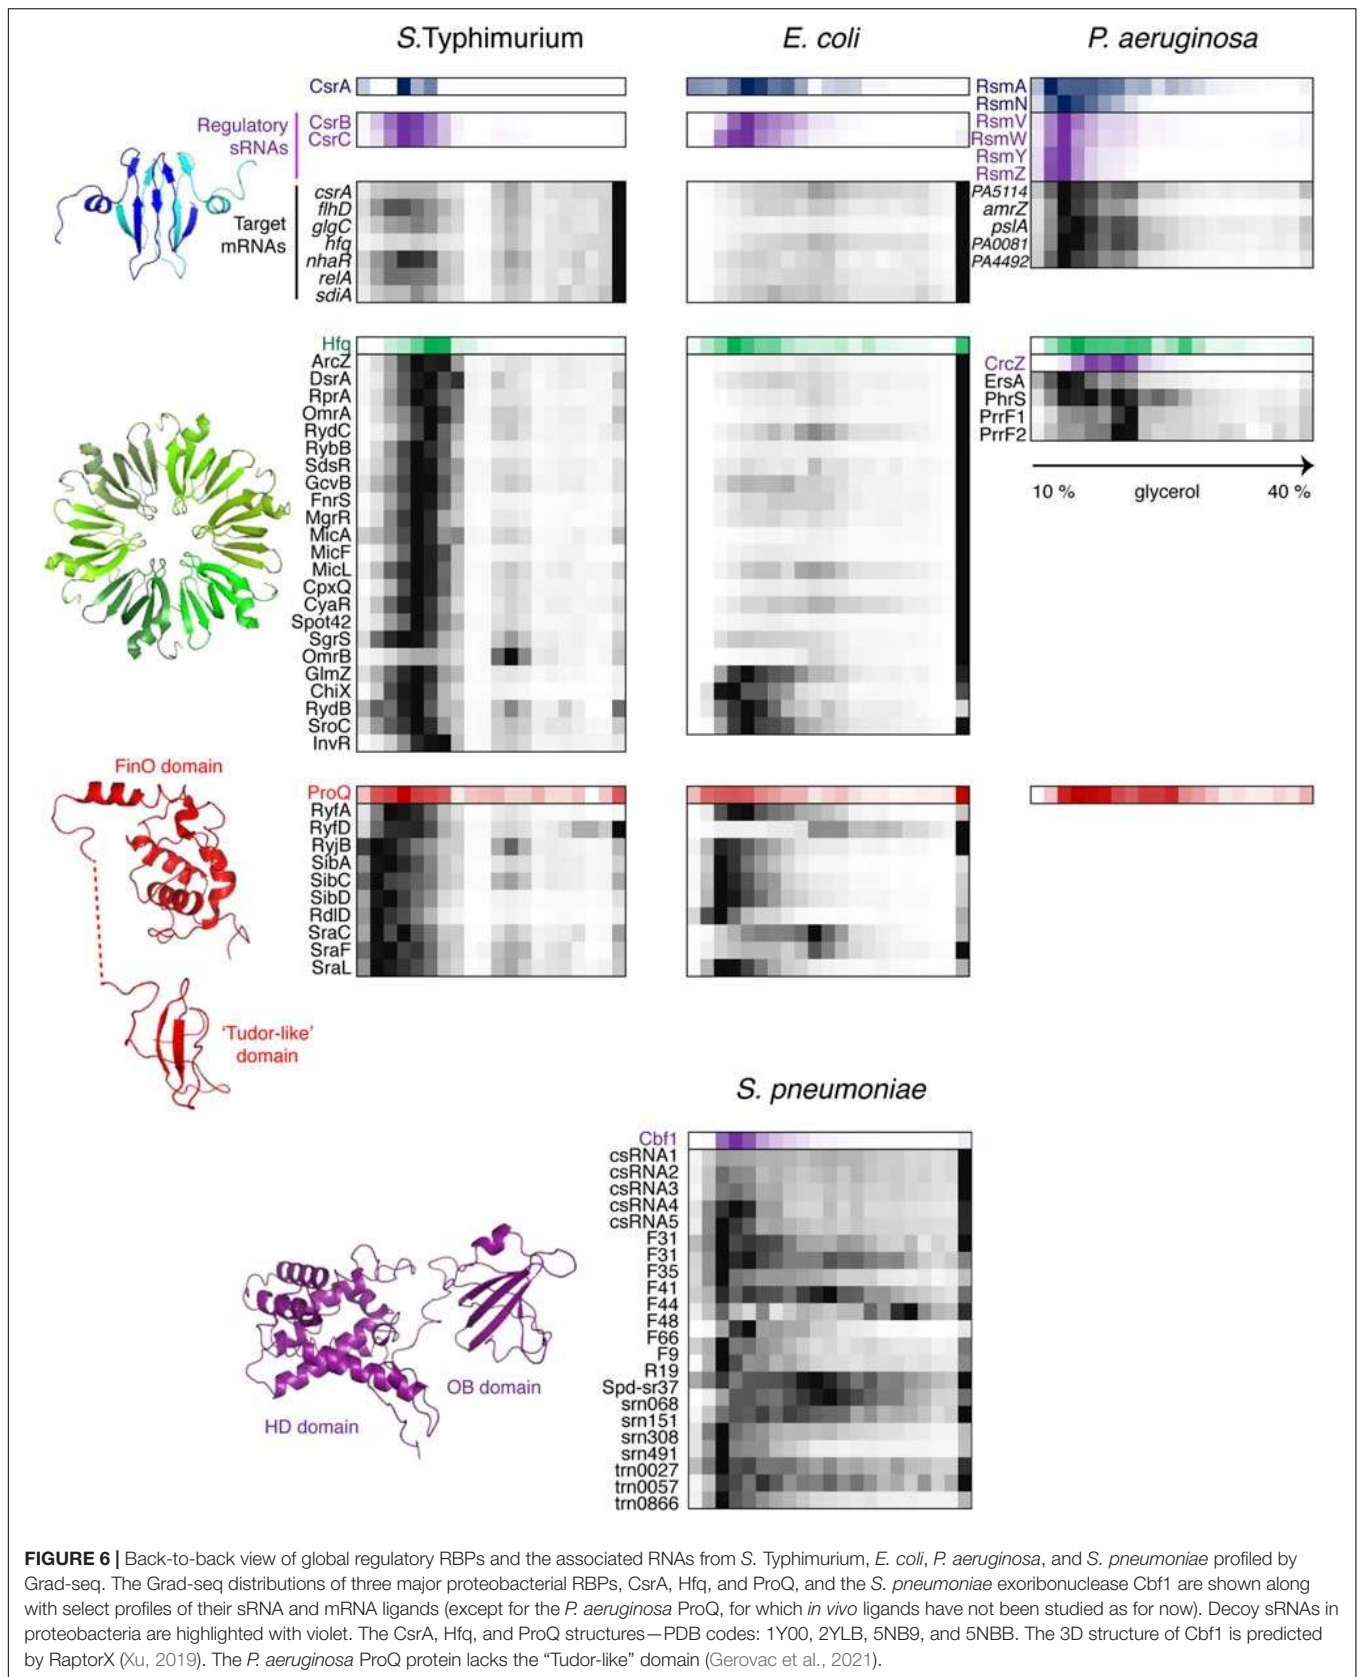 S.Typhimurium
E. coli
P. aeruginosa
CsrA
Regulatory
sRNAs
CsrB
CsrC
Target
mRNAs
csrA
flhD
glgC
hfq
nhaR
relA
sdiA
RsmA
RsmN
RsmV
RsmW
RsmY
RsmZ
PA5114
amrZ
pslA
PA0081
PA4492
Hfq
ArcZ
DsrA
RprA
OmrA
RydC
RybB
SdsR
GcvB
FnrS
MgrR
MicA
MicF
MicL
CpxQ
CyaR
Spot42
SgrS
OmrB
GlmZ
ChiX
RydB
SroC
InvR
CrcZ
ErsA
PhrS
PrrF1
PrrF2
10 %
glycerol
40 %
FinO domain
'Tudor-like'
domain
ProQ
RyfA
RyfD
RyjB
SibA
SibC
SibD
RdlD
SraC
SraF
SraL
S. pneumoniae
Cbf1
csRNA1
csRNA2
csRNA3
csRNA4
csRNA5
F31
F31
F35
F41
F44
F48
F66
F9
R19
Spd-sr37
srn068
srn151
srn308
srn491
trn0027
trn0057
trn0866
OB domain
HD domain
FIGURE 6 | Back-to-back view of global regulatory RBPs and the associated RNAs from S. Typhimurium, E. coli, P. aeruginosa, and S. pneumoniae profiled by
Grad-seq. The Grad-seq distributions of three major proteobacterial RBPs, CsrA, Hfq, and ProQ, and the S. pneumoniae exoribonuclease Cbf1 are shown along
with select profiles of their sRNA and mRNA ligands (except for the P. aeruginosa ProQ, for which in vivo ligands have not been studied as for now). Decoy sRNAs in
proteobacteria are highlighted with violet. The CsrA, Hfq, and ProQ structures—PDB codes: 1Y00, 2YLB, 5NB9, and 5NBB. The 3D structure of Cbf1 is predicted
by RaptorX (Xu, 2019). The P. aeruginosa ProQ protein lacks the “Tudor-like” domain (Gerovac et al., 2021).